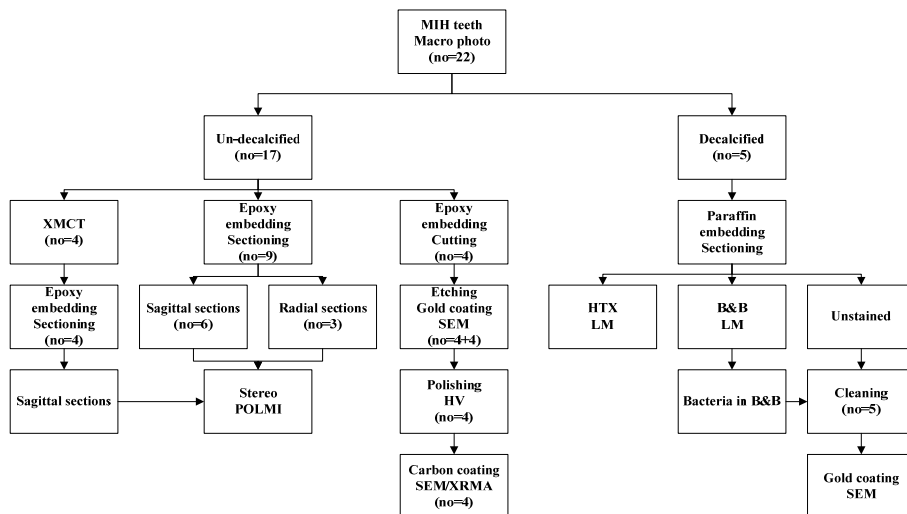 MIH teeth
Macro photo
(no=22)
Un-decalcified
(no=17)
Decalcified
(no=5)
XMCT
(no=4)
Epoxy
embedding
Sectioning
(no=9)
Epoxy
embedding
Cutting
(no=4)
Paraffin
embedding
Sectioning
Epoxy
embedding
Sectioning
(no=4)
Sagittal sections
(no=6)
Radial sections
(no=3)
Etching
Gold coating
SEM
(no=4+4)
HTX
LM
B&B
LM
Unstained
Sagittal sections
Stereo
POLMI
Polishing
HV
(no=4)
Bacteria in B&B
Cleaning
(no=5)
Carbon coating
SEM/XRMA
(no=4)
Gold coating
SEM